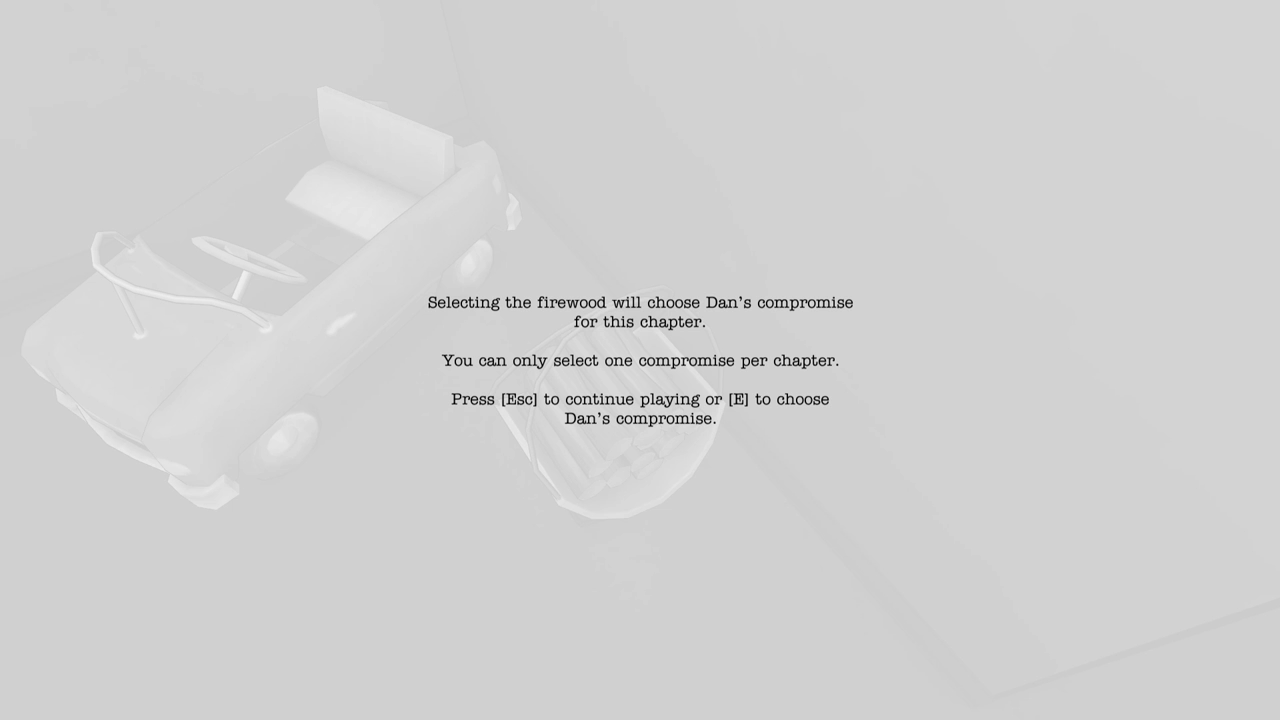 Selecting the firewood will choose Dan's compromise
for this chapter.
You can only select one compromise per chapter.
Press [Esc] to continue playing or [E] to choose
Dan's compromise.